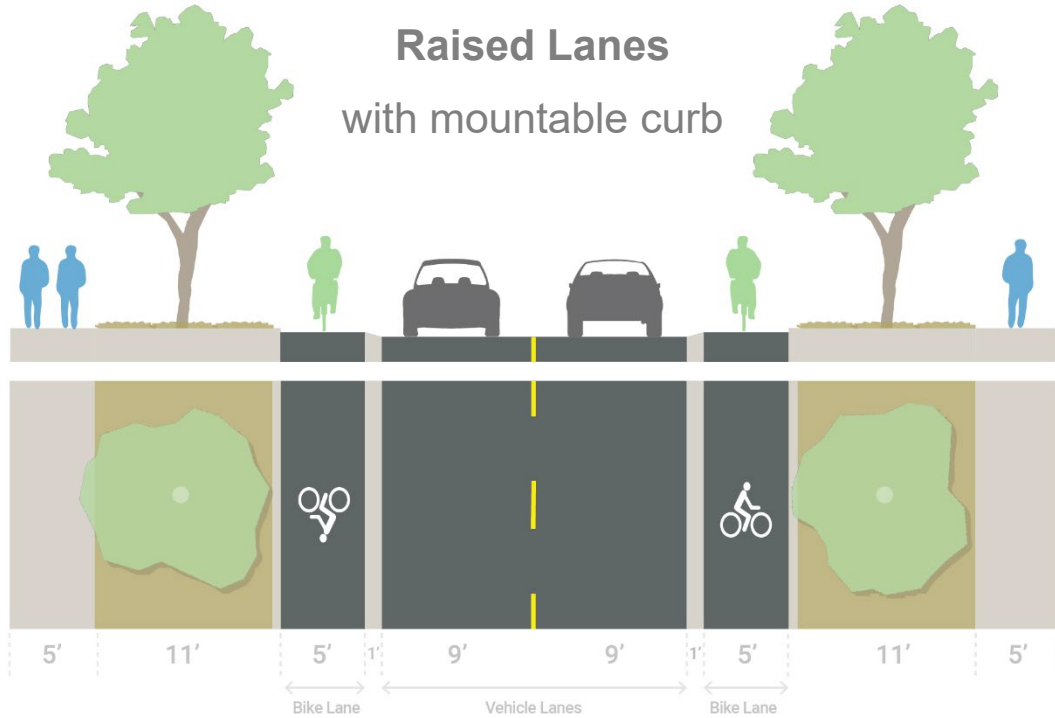 Raised Lanes
with mountable curb
5’ 11’ 5’ 1’ 9’ 9’ 1’ 5’ 11’ 5’
Bike Lane Vehicle Lanes Bike Lane